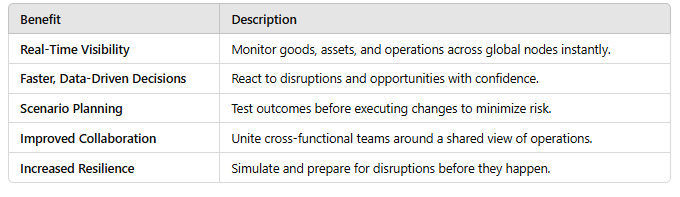 Benefit Description
Real-Time Visibility Monitor goods, assets, and operations across global nodes instantly.
Faster, Data-Driven Decisions React to disruptions and opportunities with confidence.
Scenario Planning Test outcomes before executing changes to minimize risk.
Improved Collaboration Unite cross-functional teams around a shared view of operations.
Increased Resilience Simulate and prepare for disruptions before they happen.